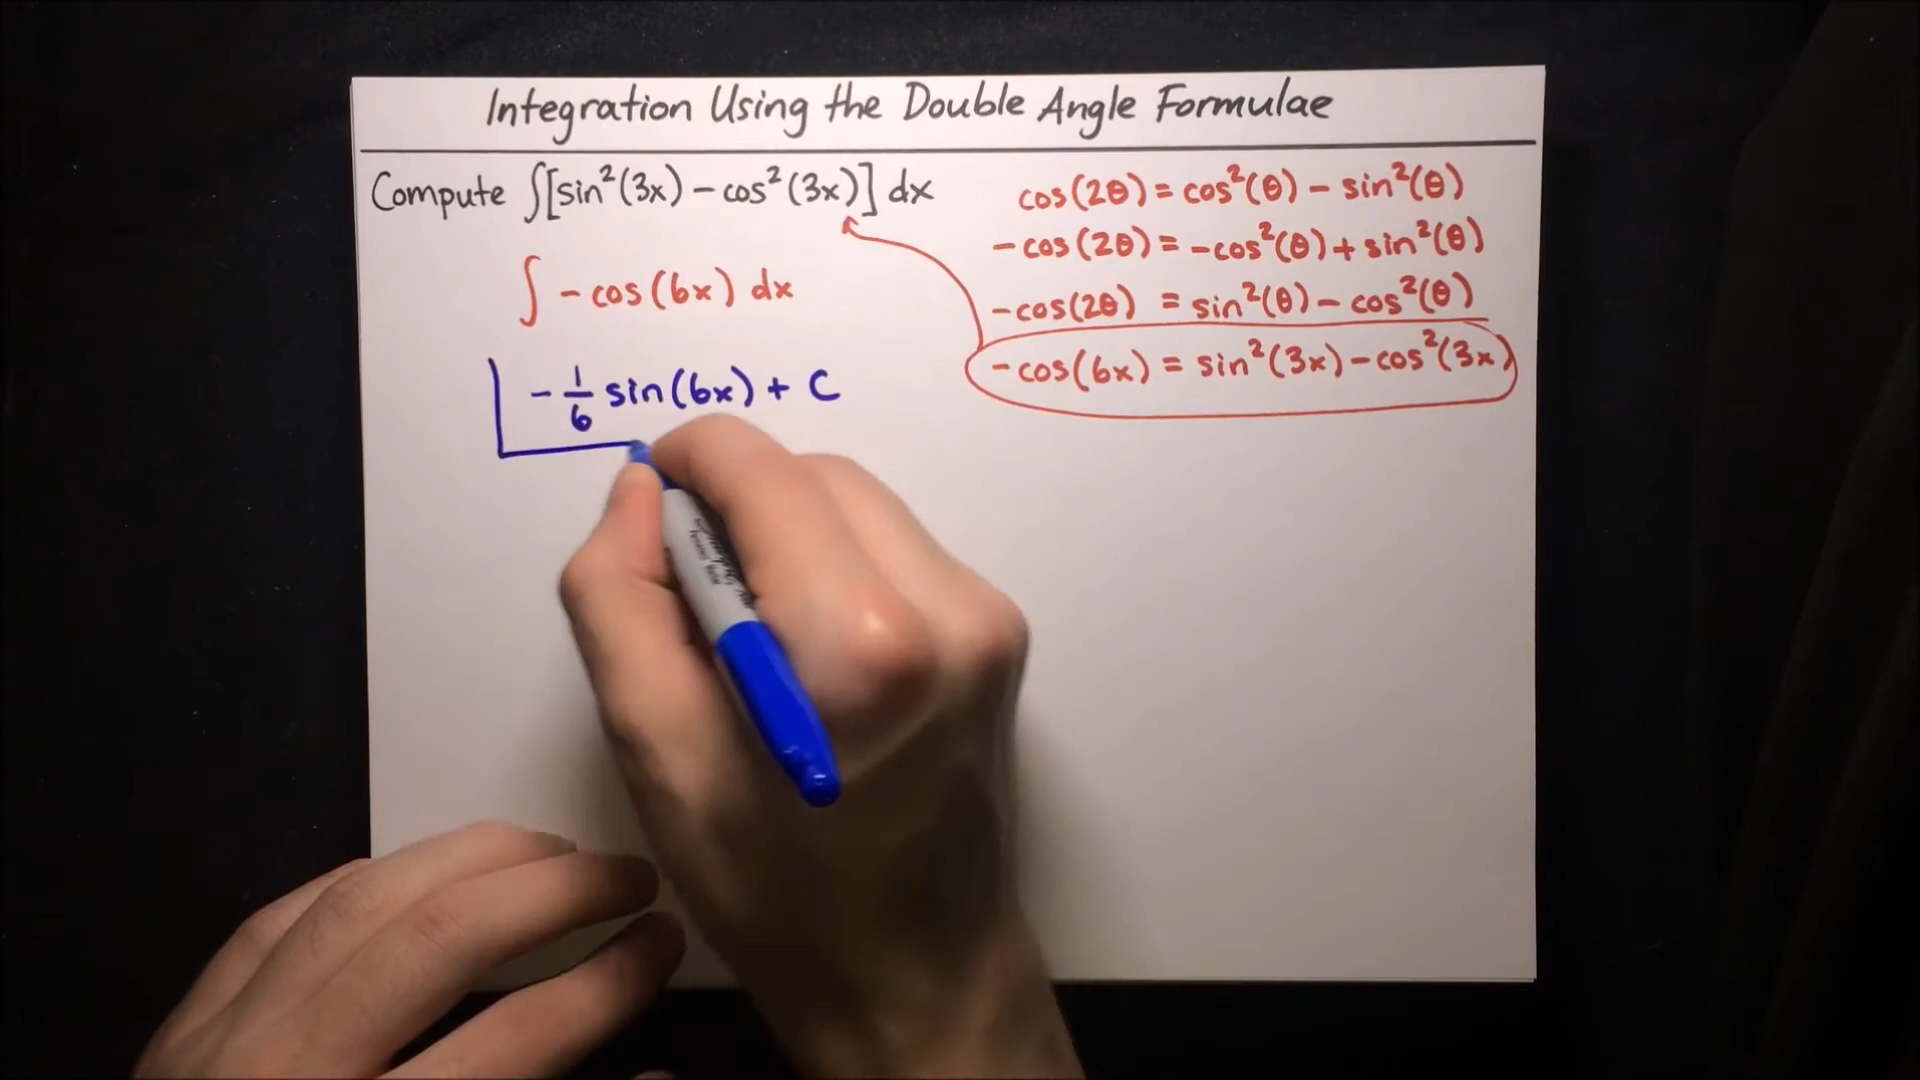 Integration Using the Double Angle Formulae
Compute ∫[sin²(3x) – cos²(3x)] dx
∫ - cos(6x) dx
- 1/6 sin(6x) + C
cos(2θ) = cos²(θ) – sin²(θ)
-cos(2θ) = -cos²(θ) + sin²(θ)
-cos(2θ) = sin²(θ) – cos²(θ)
-cos(6x) = sin²(3x) – cos²(3x)
Sharpie